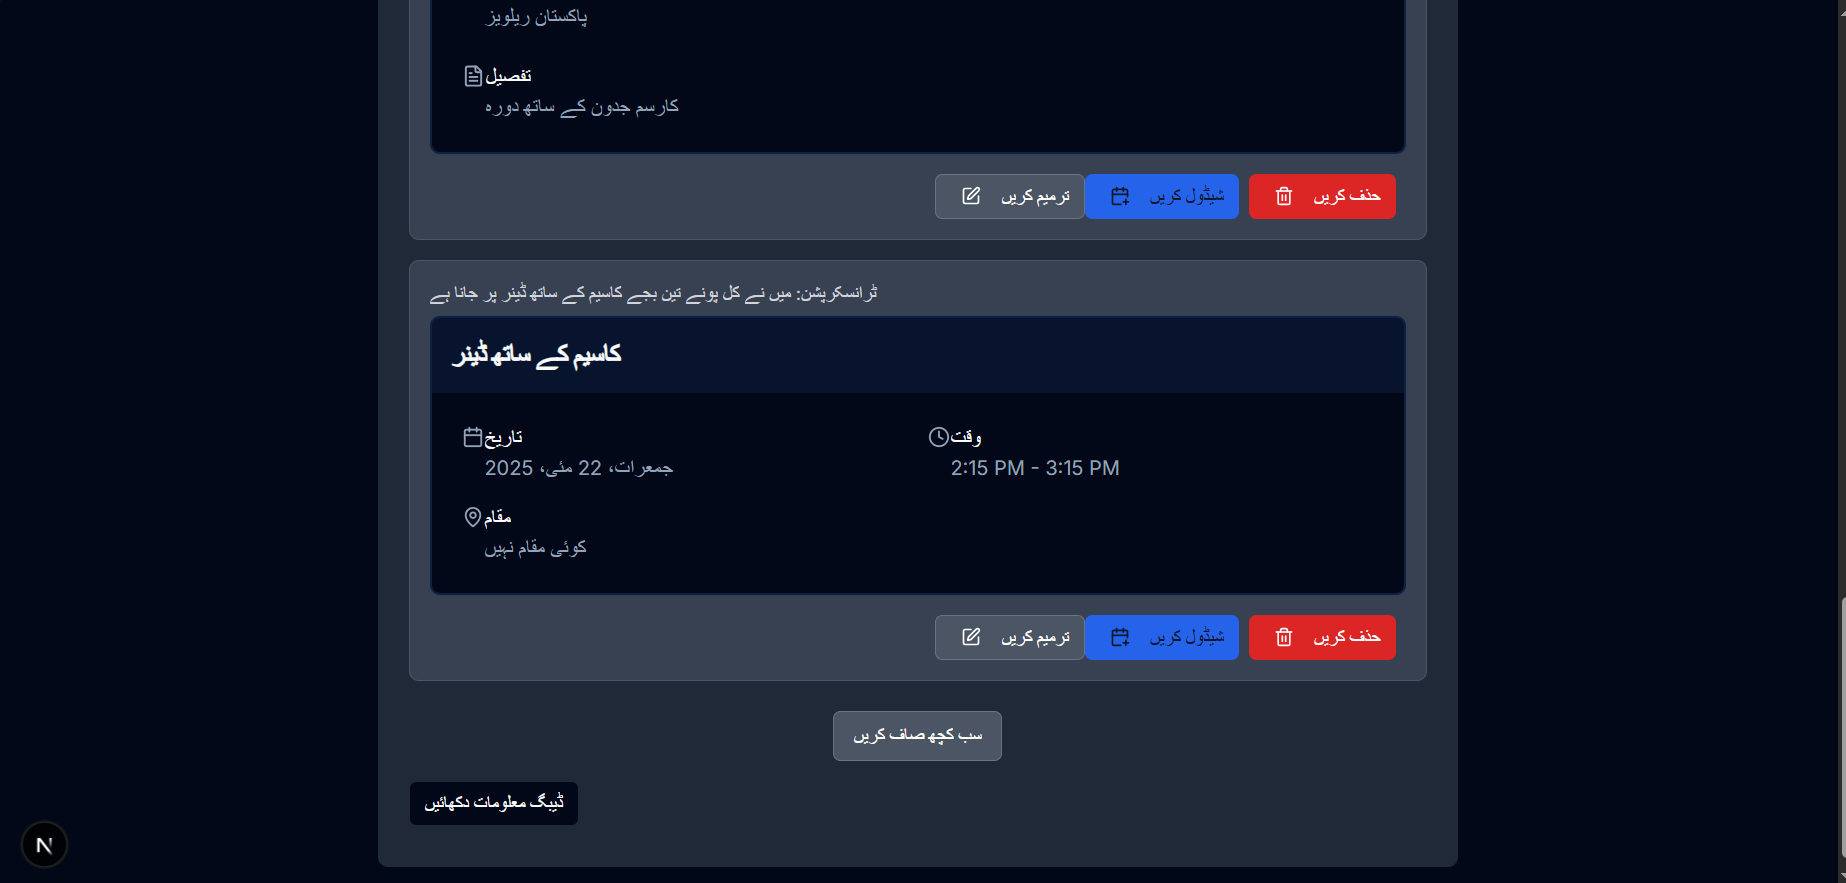 پاکستان ریلویز
تفصیل
کارسم جدون کے ساتھ دورہ
ترمیم کریں
شیڈول کریں
حذف کریں
ٹرانسکرپشن: میں نے کل پونے تین بجے کاسیم کے ساتھ ڈینر پر جانا ہے
کاسیم کے ساتھ ڈینر
تاریخ
جمعرات، 22 مئی، 2025
وقت
2:15 PM - 3:15 PM
مقام
کوئی مقام نہیں
ترمیم کریں
شیڈول کریں
حذف کریں
سب کچھ صاف کریں
ڈیبگ معلومات دکھائیں
N